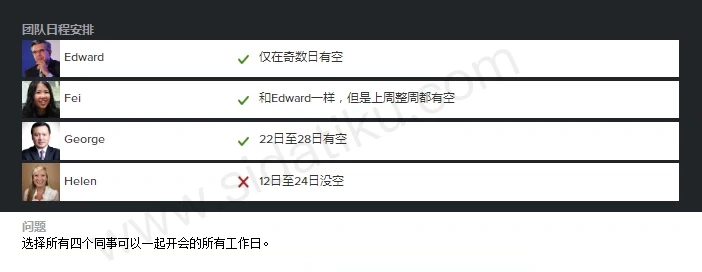 团队日程安排
Edward 仅在奇数日有空
Fei 和Edward一样，但是上周整周都有空
George 22日至28日有空
Helen 12日至24日没空
www.sidatiku.com
问题
选择所有四个同事可以一起开会的所有工作日。